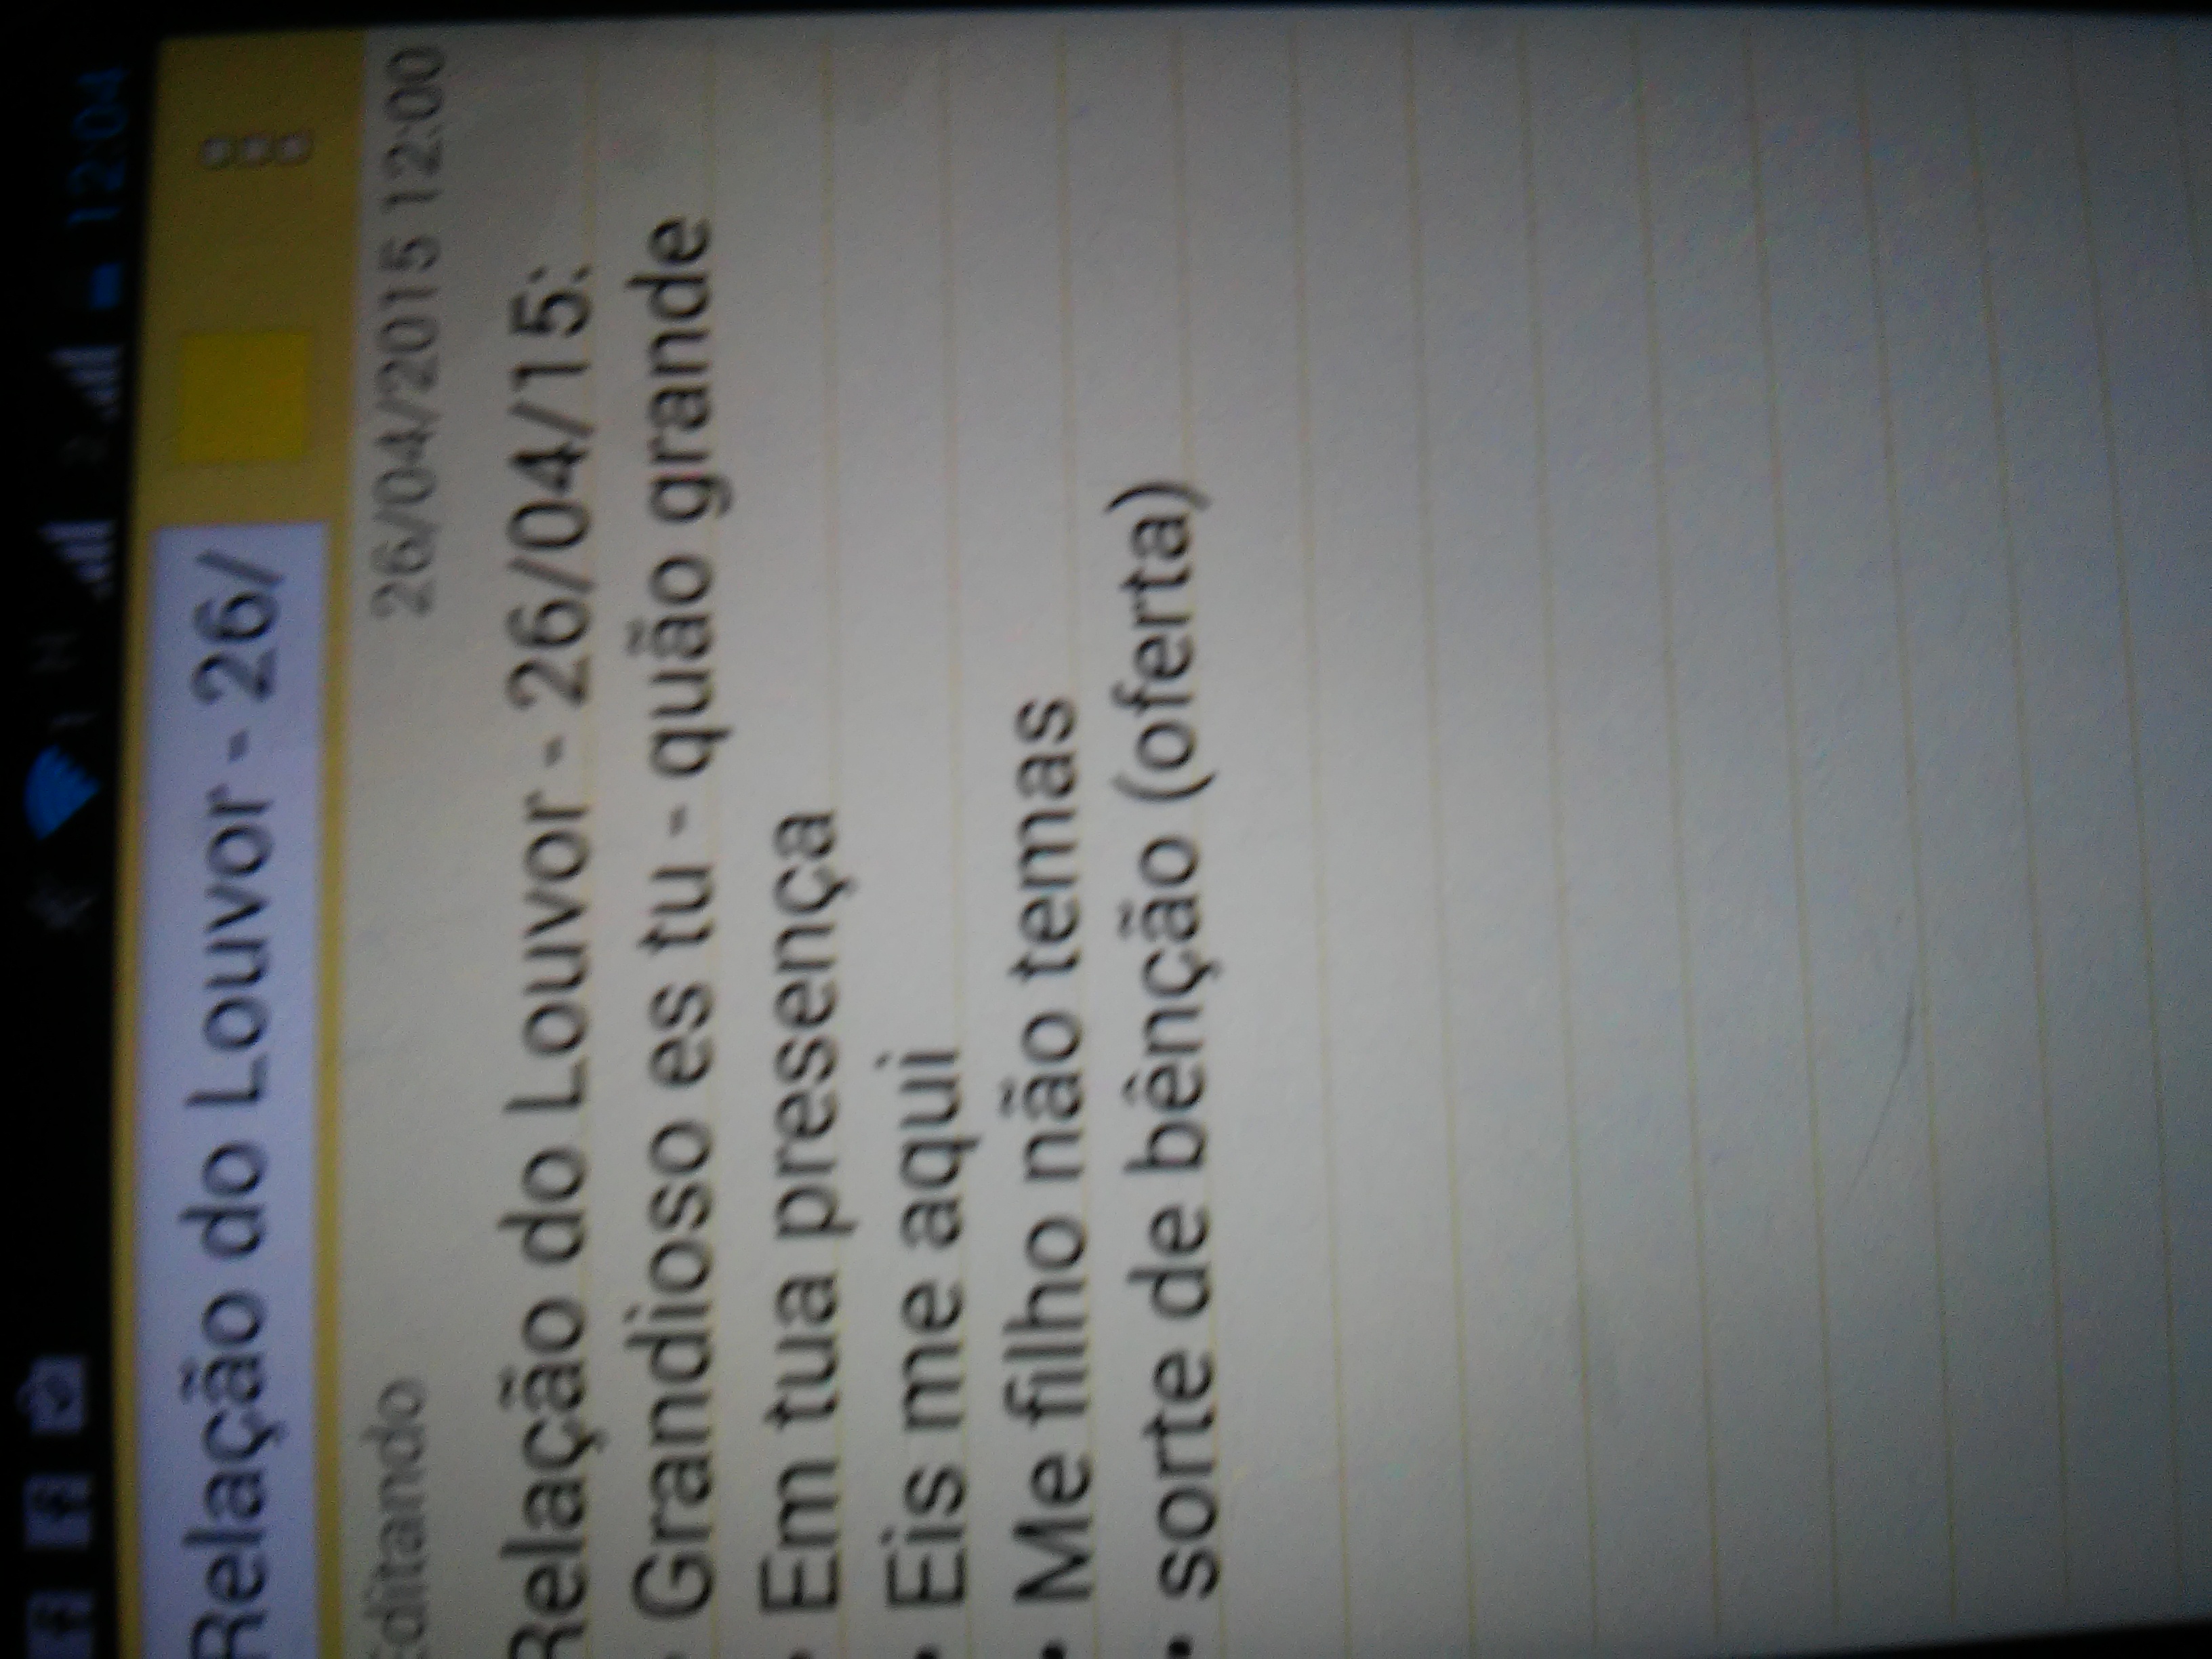 12:04
Relação do Louvor - 26/
Editando 26/04/2015 12:00
Relação do Louvor - 26/04/15:
• Grandioso es tu - quão grande
• Em tua presença
• Eis me aqui
• Me filho não temas
• sorte de bênção (oferta)